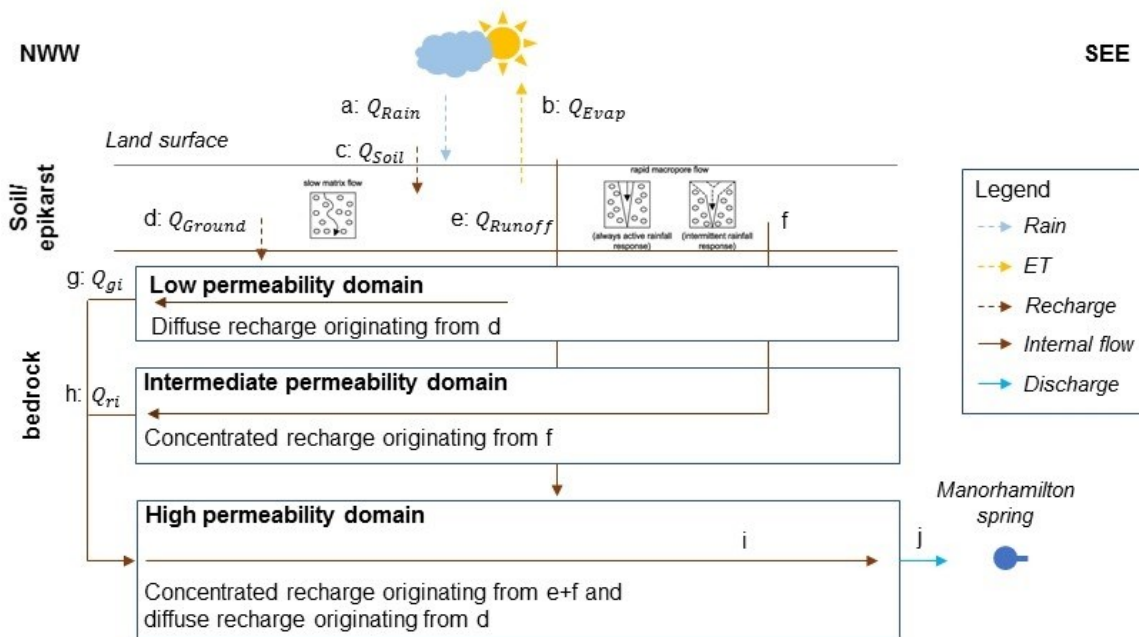 NWW
SEE
a: Q_Rain
b: Q_Evap
Land surface
c: Q_Soil
rapid macropore flow
slow matrix flow
Soil/
epikarst
d: Q_Ground
e: Q_Runoff
(always active rainfall
response)
(intermittent rainfall
response)
f
Legend
Rain
ET
Recharge
Internal flow
Discharge
g: Q_gi
Low permeability domain
Diffuse recharge originating from d
bedrock
h: Q_ri
Intermediate permeability domain
Concentrated recharge originating from f
High permeability domain
i
j
Manorhamilton
spring
Concentrated recharge originating from e+f and
diffuse recharge originating from d